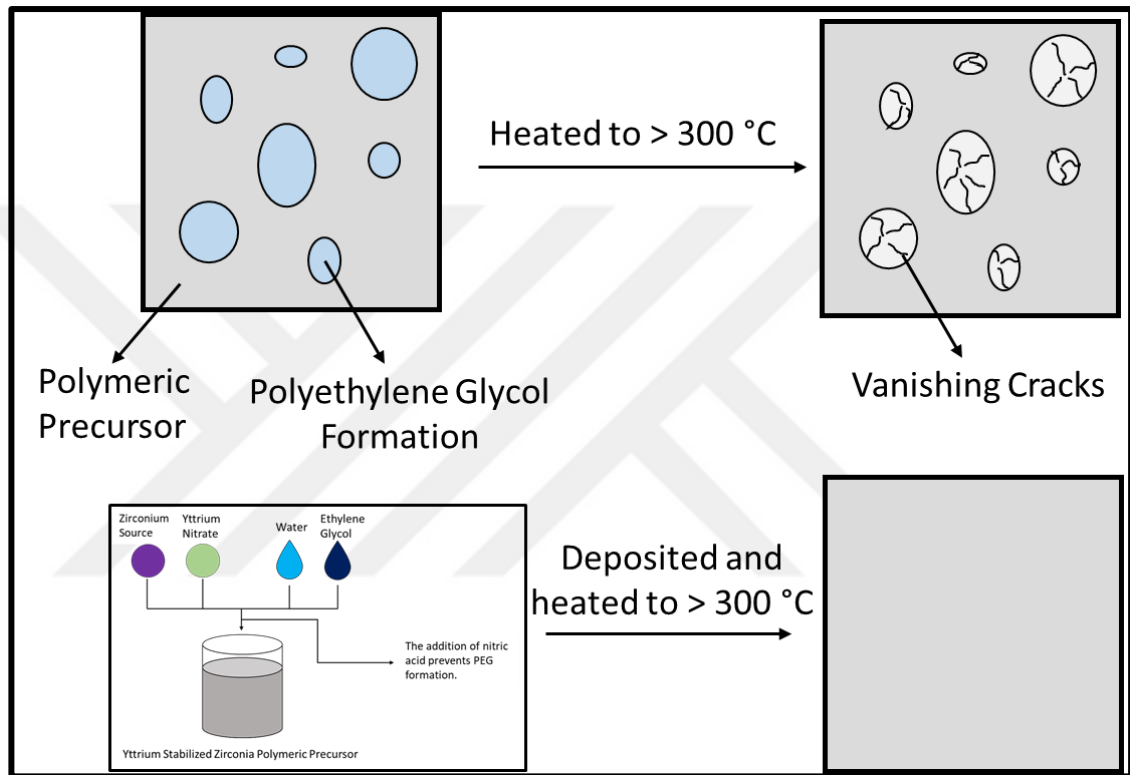 Heated to > 300 °C
Polymeric
Precursor
Polyethylene Glycol
Formation
Vanishing Cracks
Zirconium
Source
Yttrium
Nitrate
Water
Ethylene
Glycol
The addition of nitric
acid prevents PEG
formation.
Yttrium Stabilized Zirconia Polymeric Precursor
Deposited and
heated to > 300 °C